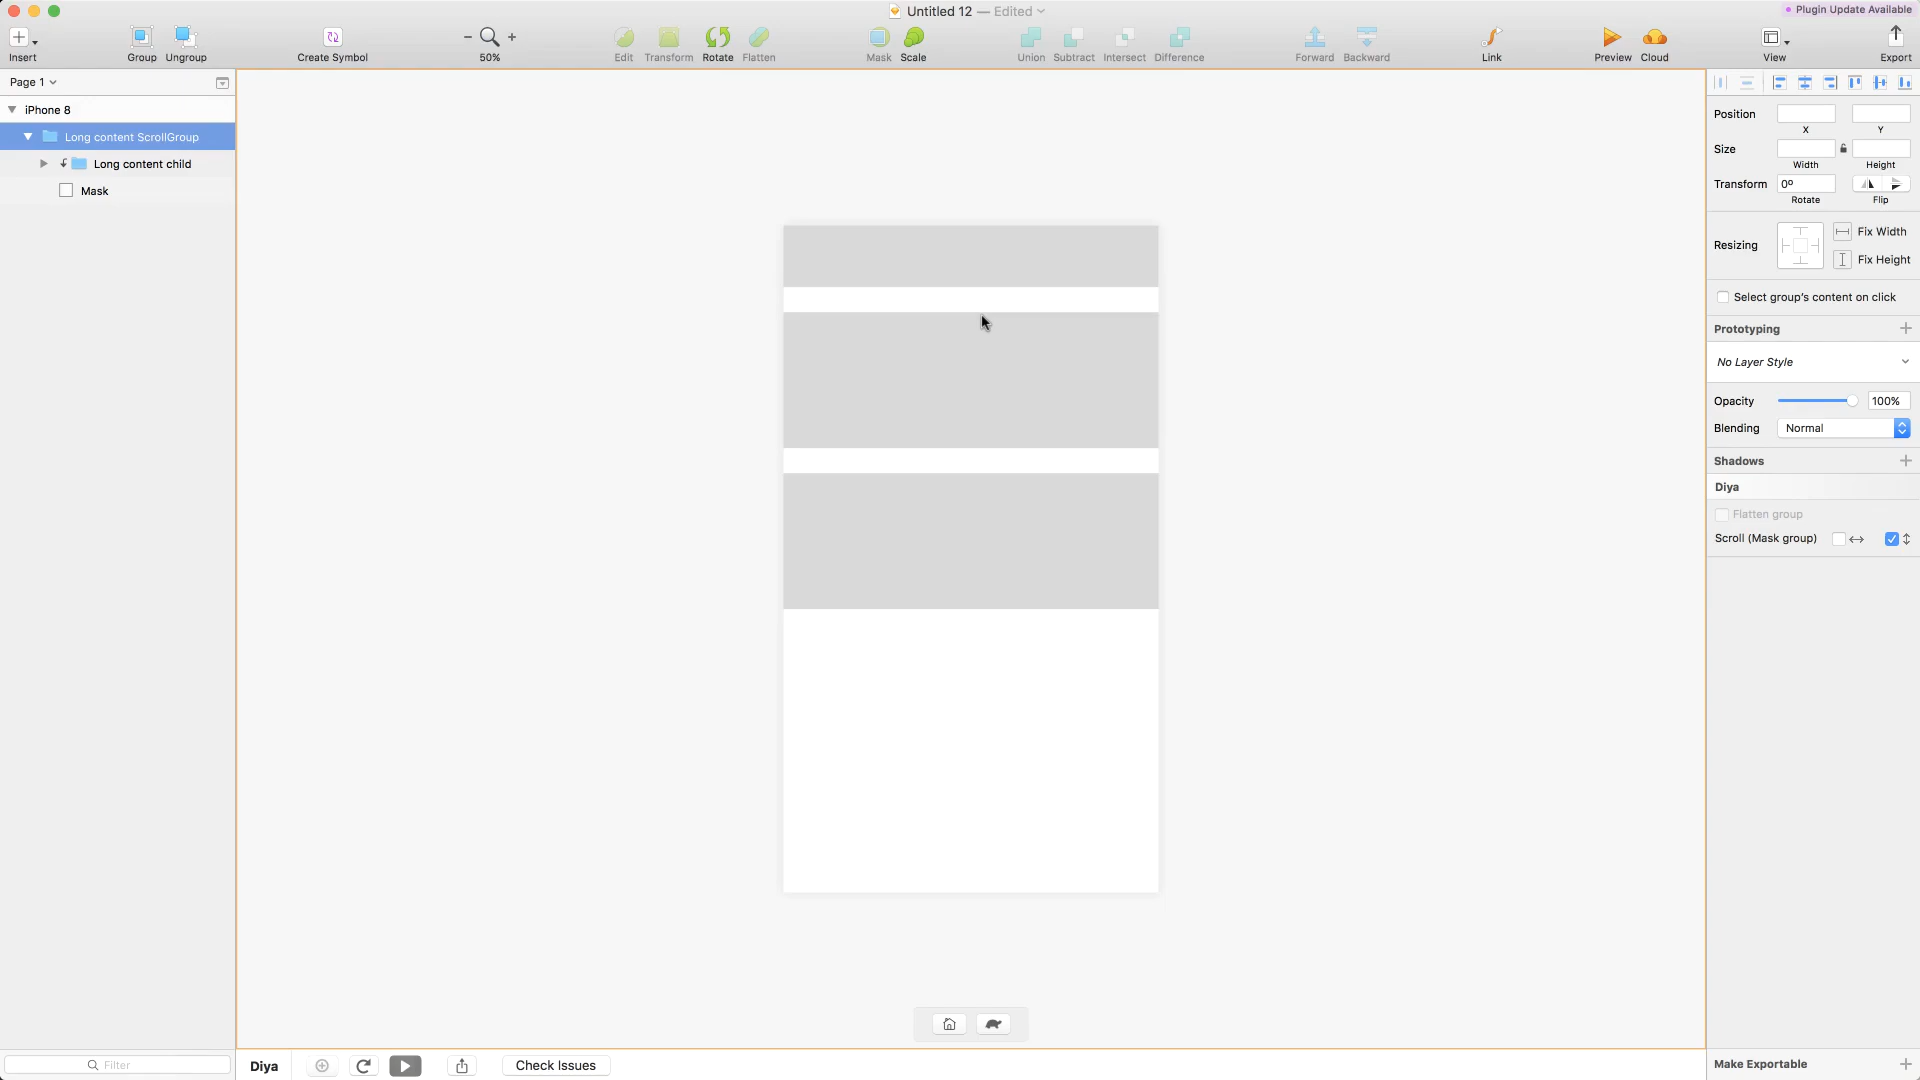 Untitled 12 — Edited
Plugin Update Available
Insert
Group
Ungroup
Create Symbol
50%
Edit
Transform
Rotate
Flatten
Mask
Scale
Union
Subtract
Intersect
Difference
Forward
Backward
Link
Preview
Cloud
View
Export
Page 1
iPhone 8
Long content ScrollGroup
Long content child
Mask
Position
X
Y
Size
Width
Height
Transform
0º
Rotate
Flip
Resizing
Fix Width
Fix Height
Select group's content on click
Prototyping
No Layer Style
Opacity
100%
Blending
Normal
Shadows
Diya
Flatten group
Scroll (Mask group)
Filter
Diya
Check Issues
Make Exportable